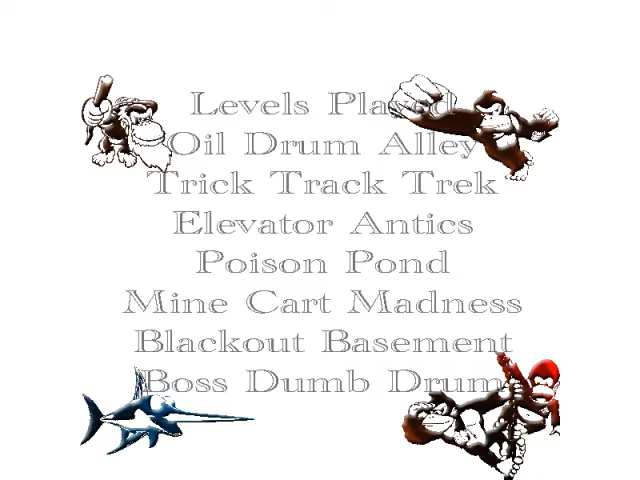 Levels Played
Oil Drum Alley
Trick Track Trek
Elevator Antics
Poison Pond
Mine Cart Madness
Blackout Basement
Boss Dumb Drum